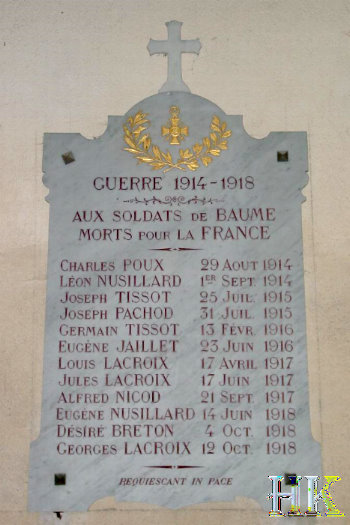 GUERRE 1914-1918
AUX SOLDATS DE BAUME
MORTS POUR LA FRANCE
CHARLES POUX 29 AOUT 1914
LÉON NUSILLARD 1ER SEPT. 1914
JOSEPH TISSOT 25 JUIL. 1915
JOSEPH PACHOD 31 JUIL. 1915
GERMAIN TISSOT 13 FÉVR. 1916
EUGÈNE JAILLET 23 JUIN 1916
LOUIS LACROIX 17 AVRIL 1917
JULES LACROIX 17 JUIN 1917
ALFRED NICOD 21 SEPT. 1917
EUGÈNE NUSILLARD 14 JUIN 1918
DÉSIRÉ BRETON 4 OCT. 1918
GEORGES LACROIX 12 OCT. 1918
REQUIESCANT IN PACE
HK